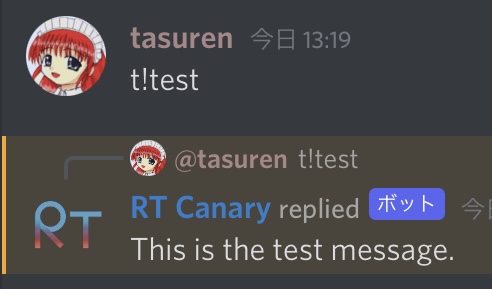 tasuren 今日 13:19
t!test
@tasuren t!test
RT RT Canary replied ボット 今日
This is the test message.